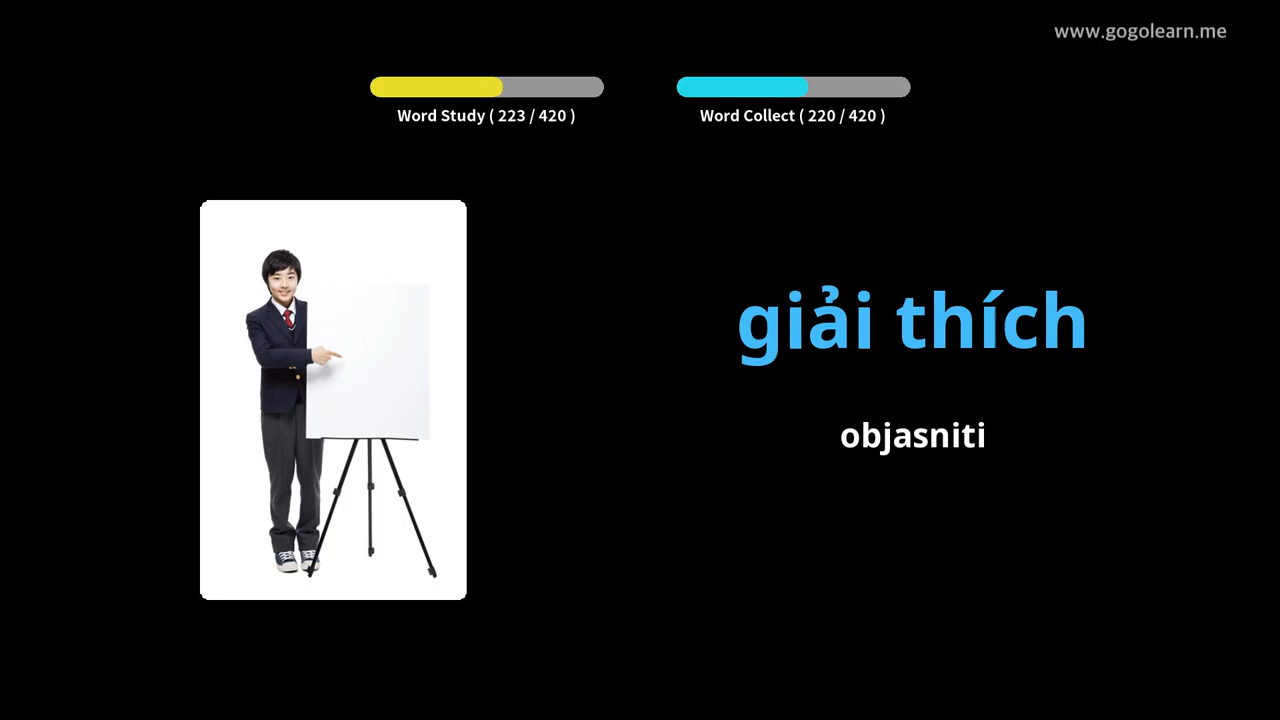 www.gogolearn.me
Word Study ( 223 / 420 )
Word Collect ( 220 / 420 )
giải thích
objasniti